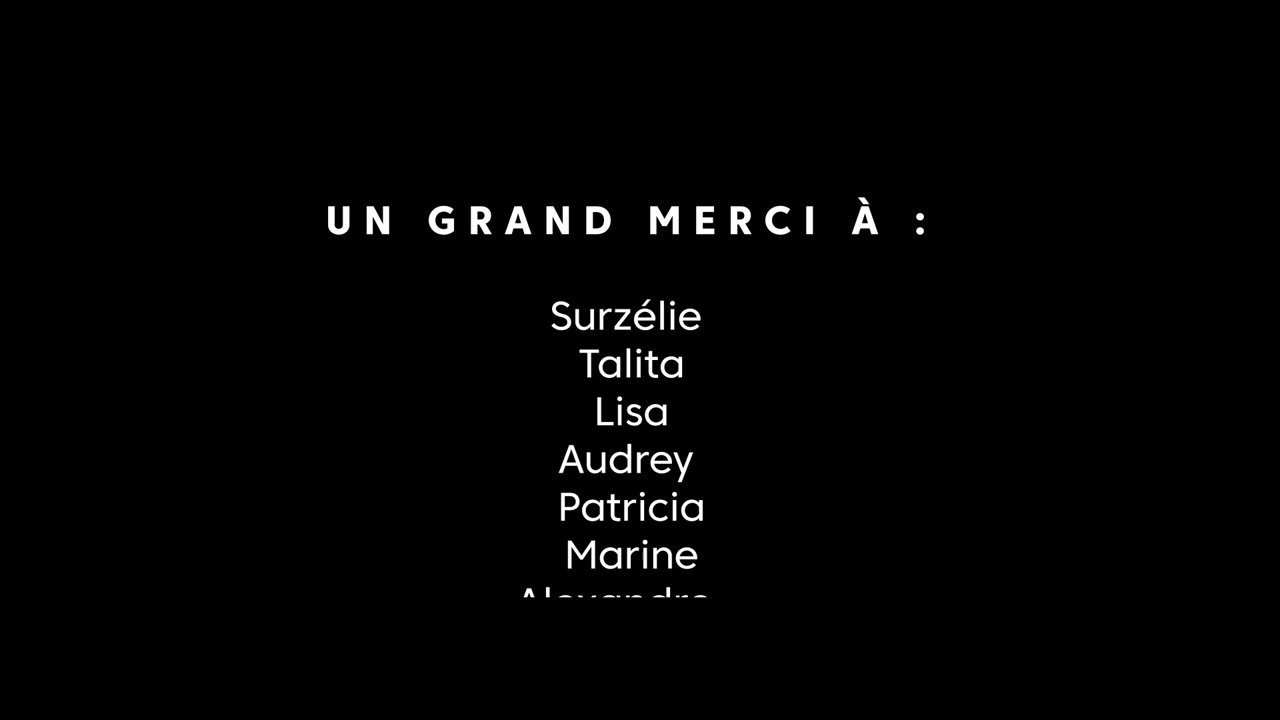 UN GRAND MERCI À :
Surzélie
Talita
Lisa
Audrey
Patricia
Marine